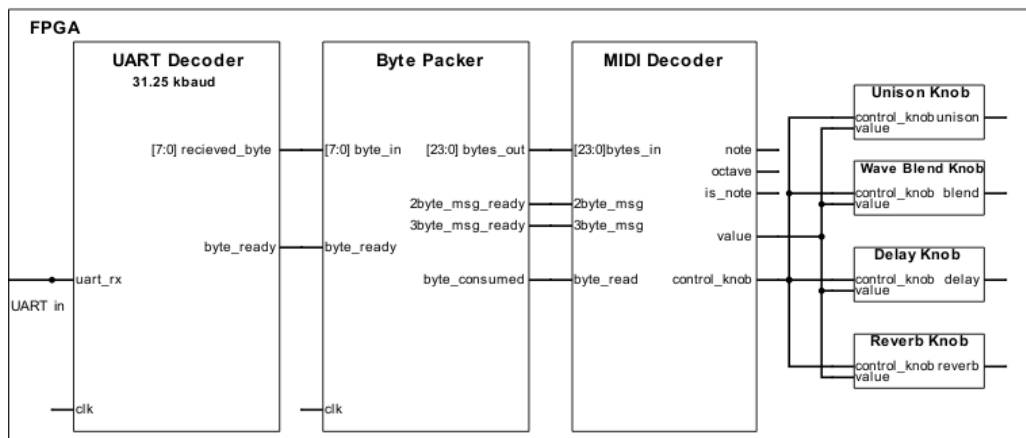 FPGA
UART Decoder
31.25 kbaud
[7:0] recieved_byte
byte_ready
uart_rx
UART in
clk
Byte Packer
[7:0] byte_in
[23:0] bytes_out
2byte_msg_ready
3byte_msg_ready
byte_ready
byte_consumed
clk
MIDI Decoder
[23:0]bytes_in
note
octave
is_note
2byte_msg
3byte_msg
value
byte_read
control_knob
Unison Knob
control_knob unison
value
Wave Blend Knob
control_knob blend
value
Delay Knob
control_knob delay
value
Reverb Knob
control_knob reverb
value